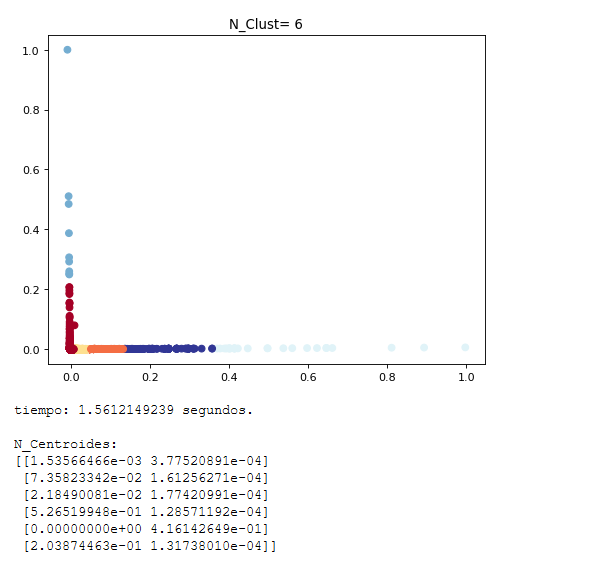 N_Clust= 6
1.0
0.8
0.6
0.4
0.2
0.0
0.0 0.2 0.4 0.6 0.8 1.0
tiempo: 1.5612149239 segundos.
N_Centroides:
[[1.53566466e-03 3.77520891e-04]
[7.35823342e-02 1.61256271e-04]
[2.18490081e-02 1.77420991e-04]
[5.26519948e-01 1.28571192e-04]
[0.00000000e+00 4.16142649e-01]
[2.03874463e-01 1.31738010e-04]]